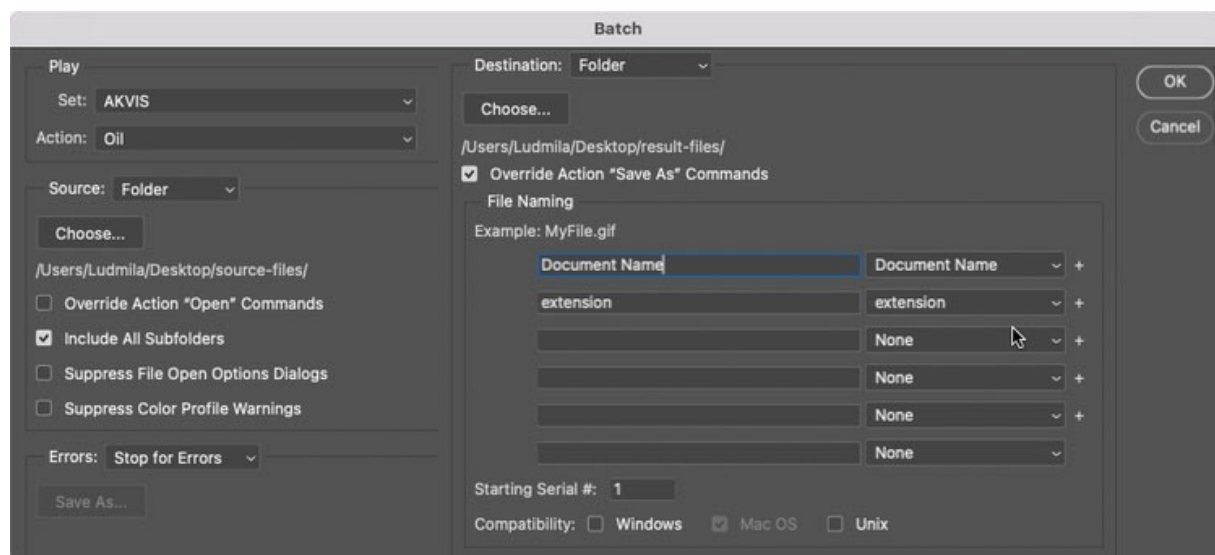 Batch
Play
Set: AKVIS
Action: Oil
Source: Folder
Choose...
/Users/Ludmila/Desktop/source-files/
Override Action "Open" Commands
Include All Subfolders
Suppress File Open Options Dialogs
Suppress Color Profile Warnings
Errors: Stop for Errors
Save As...
Destination: Folder
Choose...
/Users/Ludmila/Desktop/result-files/
Override Action "Save As" Commands
File Naming
Example: MyFile.gif
Document Name Document Name +
extension extension +
None +
None +
None +
None
Starting Serial #: 1
Compatibility: Windows Mac OS Unix
OK
Cancel